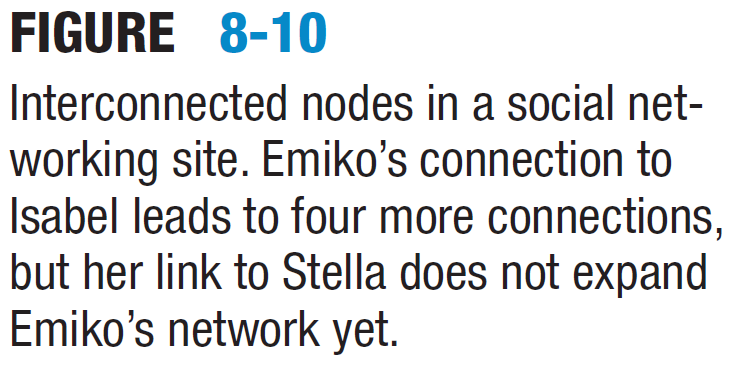 FIGURE 8-10
Interconnected nodes in a social net-
working site. Emiko’s connection to
Isabel leads to four more connections,
but her link to Stella does not expand
Emiko’s network yet.